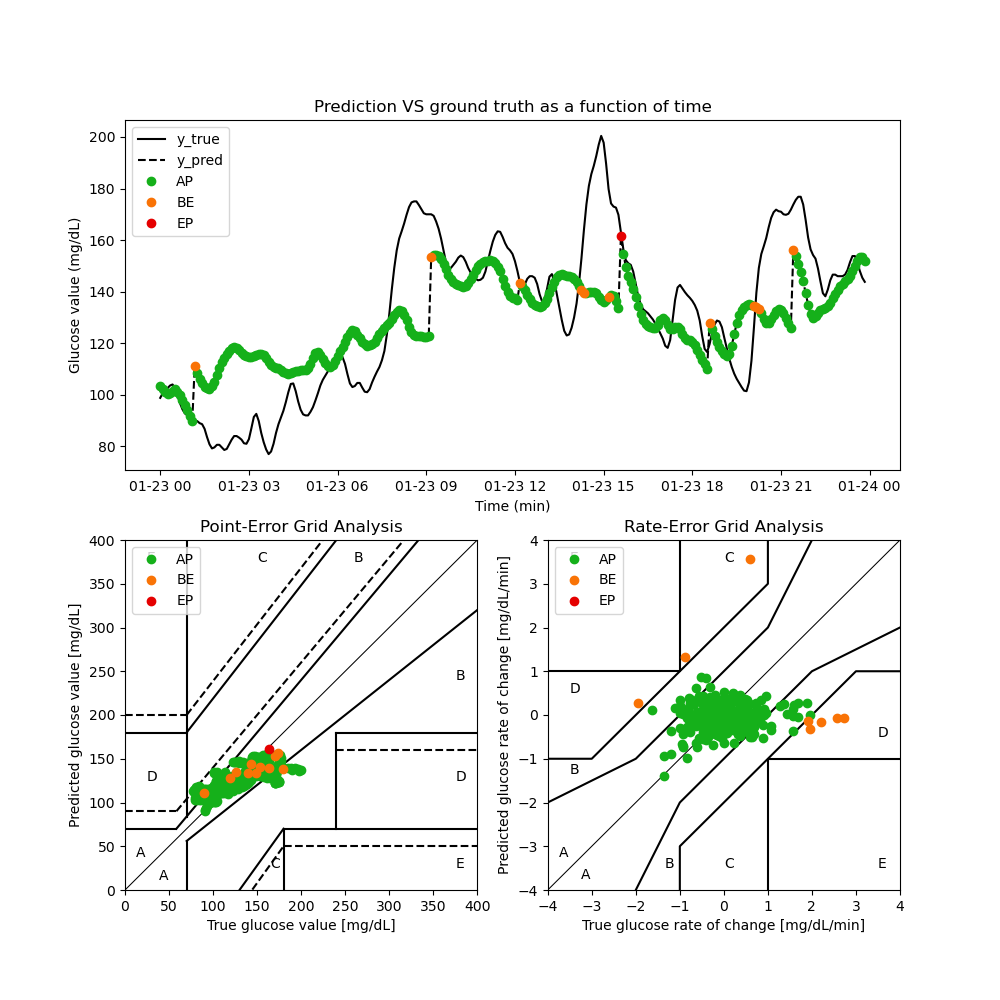 Prediction VS ground truth as a function of time
Glucose value (mg/dL)
200
180
160
140
120
100
80
y_true
y_pred
AP
BE
EP
01-23 00 01-23 03 01-23 06 01-23 09 01-23 12 01-23 15 01-23 18 01-23 21 01-24 00
Time (min)
Point-Error Grid Analysis
Predicted glucose value [mg/dL]
400
350
300
250
200
150
100
50
0
AP
BE
EP
C B
B
D D
A
A C E
0 50 100 150 200 250 300 350 400
True glucose value [mg/dL]
Rate-Error Grid Analysis
Predicted glucose rate of change [mg/dL/min]
4
3
2
1
0
−1
−2
−3
−4
AP
BE
EP
C
D
D
B
A
A B C E
−4 −3 −2 −1 0 1 2 3 4
True glucose rate of change [mg/dL/min]